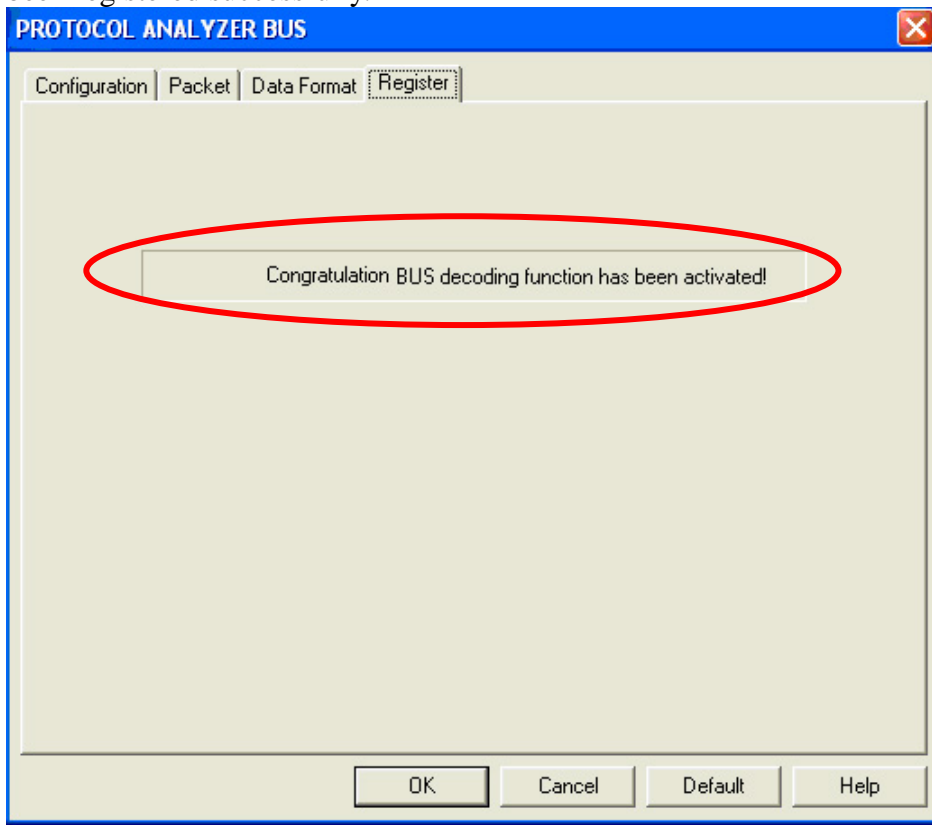 PROTOCOL ANALYZER BUS
Configuration Packet Data Format Register
Congratulation BUS decoding function has been activated!
OK Cancel Default Help